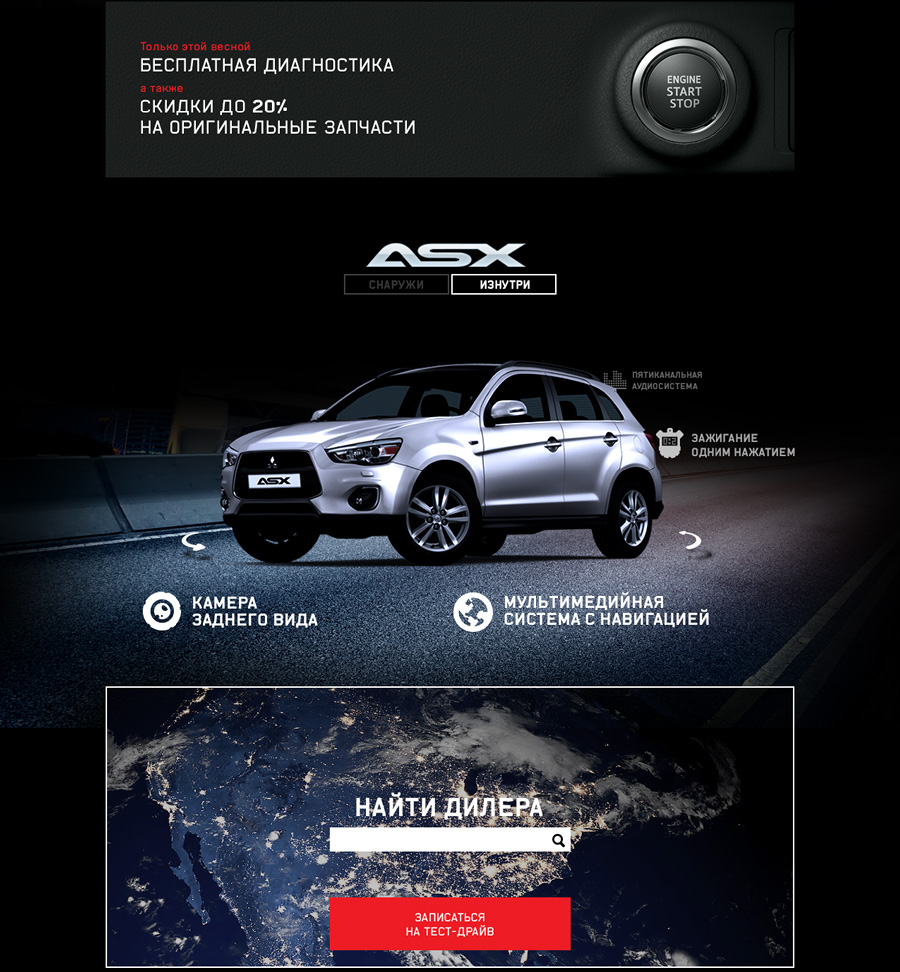 Только этой весной
БЕСПЛАТНАЯ ДИАГНОСТИКА
а также
СКИДКИ ДО 20%
НА ОРИГИНАЛЬНЫЕ ЗАПЧАСТИ
ENGINE
START
STOP
ASX
СНАРУЖИ
ИЗНУТРИ
ПЯТИКАНАЛЬНАЯ
АУДИОСИСТЕМА
ЗАЖИГАНИЕ
ОДНИМ НАЖАТИЕМ
ASX
КАМЕРА
ЗАДНЕГО ВИДА
МУЛЬТИМЕДИЙНАЯ
СИСТЕМА С НАВИГАЦИЕЙ
НАЙТИ ДИЛЕРА
ЗАПИСАТЬСЯ
НА ТЕСТ-ДРАЙВ